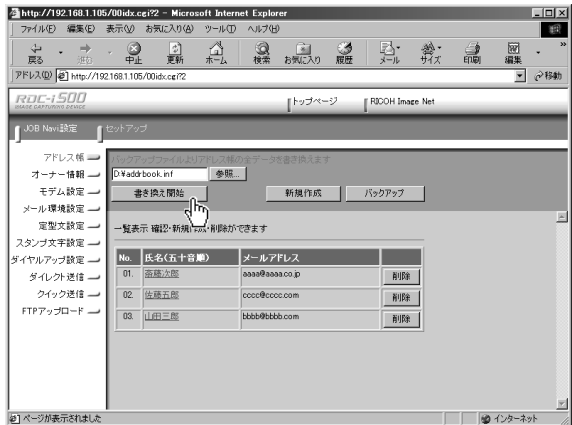 http://192.168.1.105/00idx.cgi?2 - Microsoft Internet Explorer
ファイル(F) 編集(E) 表示(V) お気に入り(A) ツール(T) ヘルプ(H)
戻る 進む 中止 更新 ホーム 検索 お気に入り 履歴 メール サイズ 印刷 編集
アドレス(D) http://192.168.1.105/00idx.cgi?2 移動
RDC-i500
IMAGE CAPTURING DEVICE
トップページ RICOH Image Net
JOB Navi設定 セットアップ
アドレス帳
オーナー情報
モデム設定
メール環境設定
定型文設定
スタンプ文字設定
ダイヤルアップ設定
ダイレクト送信
クイック送信
FTPアップロード
バックアップファイルよりアドレス帳の全データを書き換えます
D:¥addrbook.inf 参照...
書き換え開始 新規作成 バックアップ
一覧表示 確認・新規作成・削除ができます
No. 氏名(五十音順) メールアドレス
01. 斎藤次郎 aaaa@aaaa.co.jp 削除
02. 佐藤五郎 cccc@cccc.com 削除
03. 山田三郎 bbbb@bbbb.com 削除
ページが表示されました インターネット